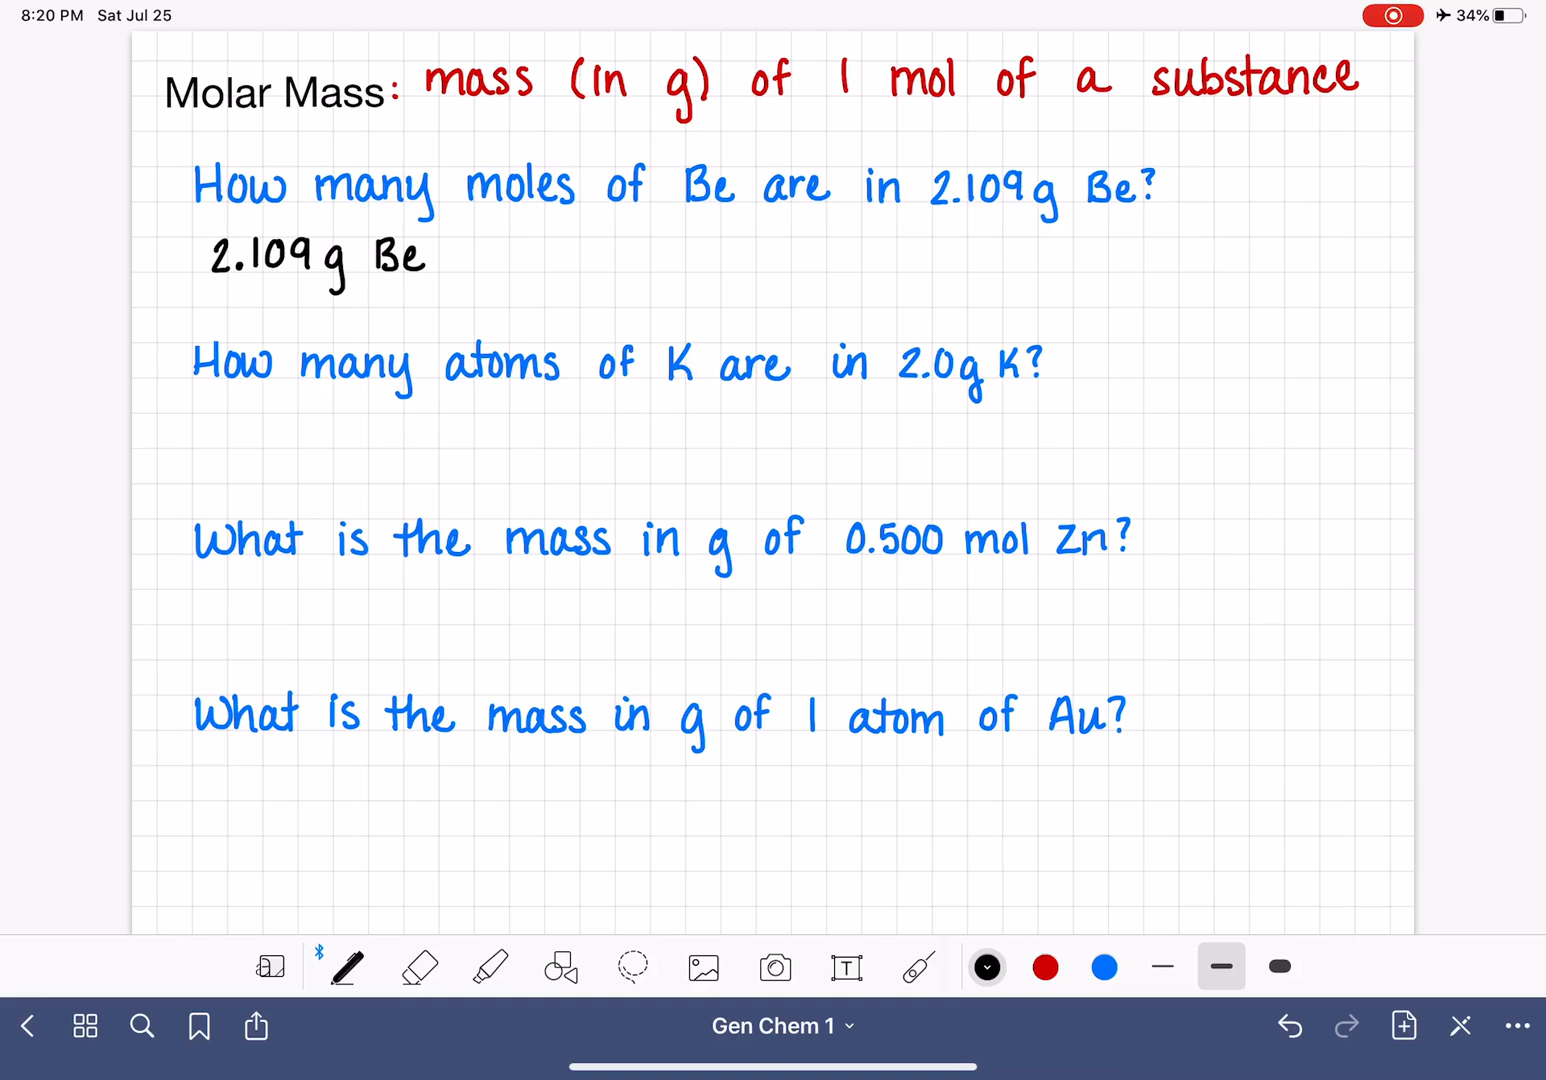 8:20 PM Sat Jul 25
34%
Molar Mass: mass (in g) of 1 mol of a substance
How many moles of Be are in 2.109g Be?
2.109g Be
How many atoms of K are in 2.0g K?
What is the mass in g of 0.500 mol Zn?
What is the mass in g of 1 atom of Au?
T
Gen Chem 1